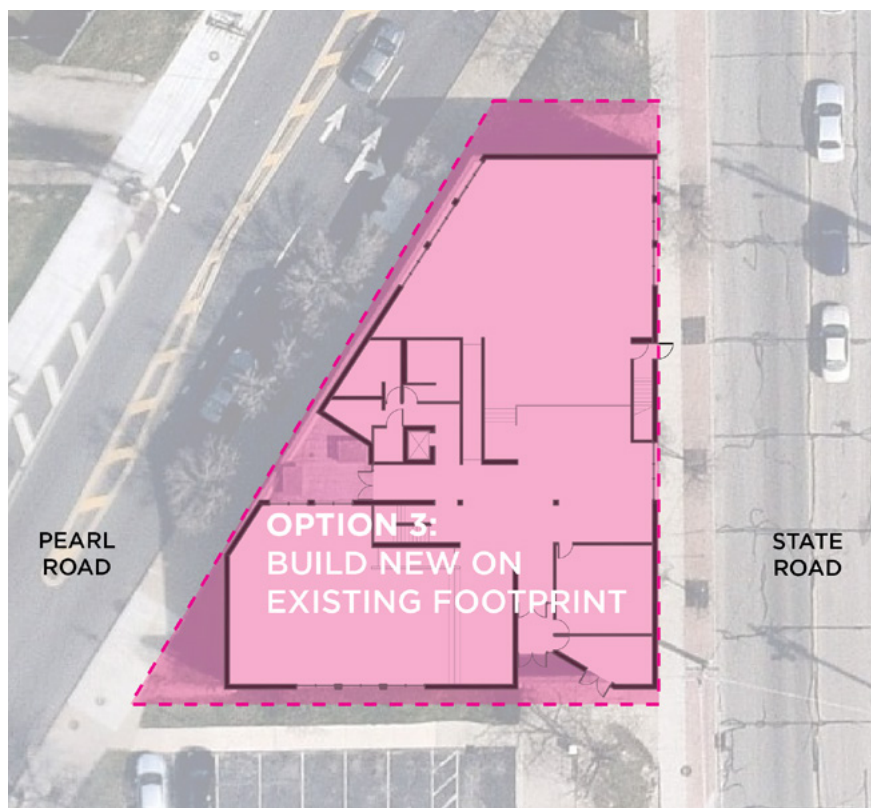 OPTION 3:
BUILD NEW ON
EXISTING FOOTPRINT
PEARL
ROAD
STATE
ROAD